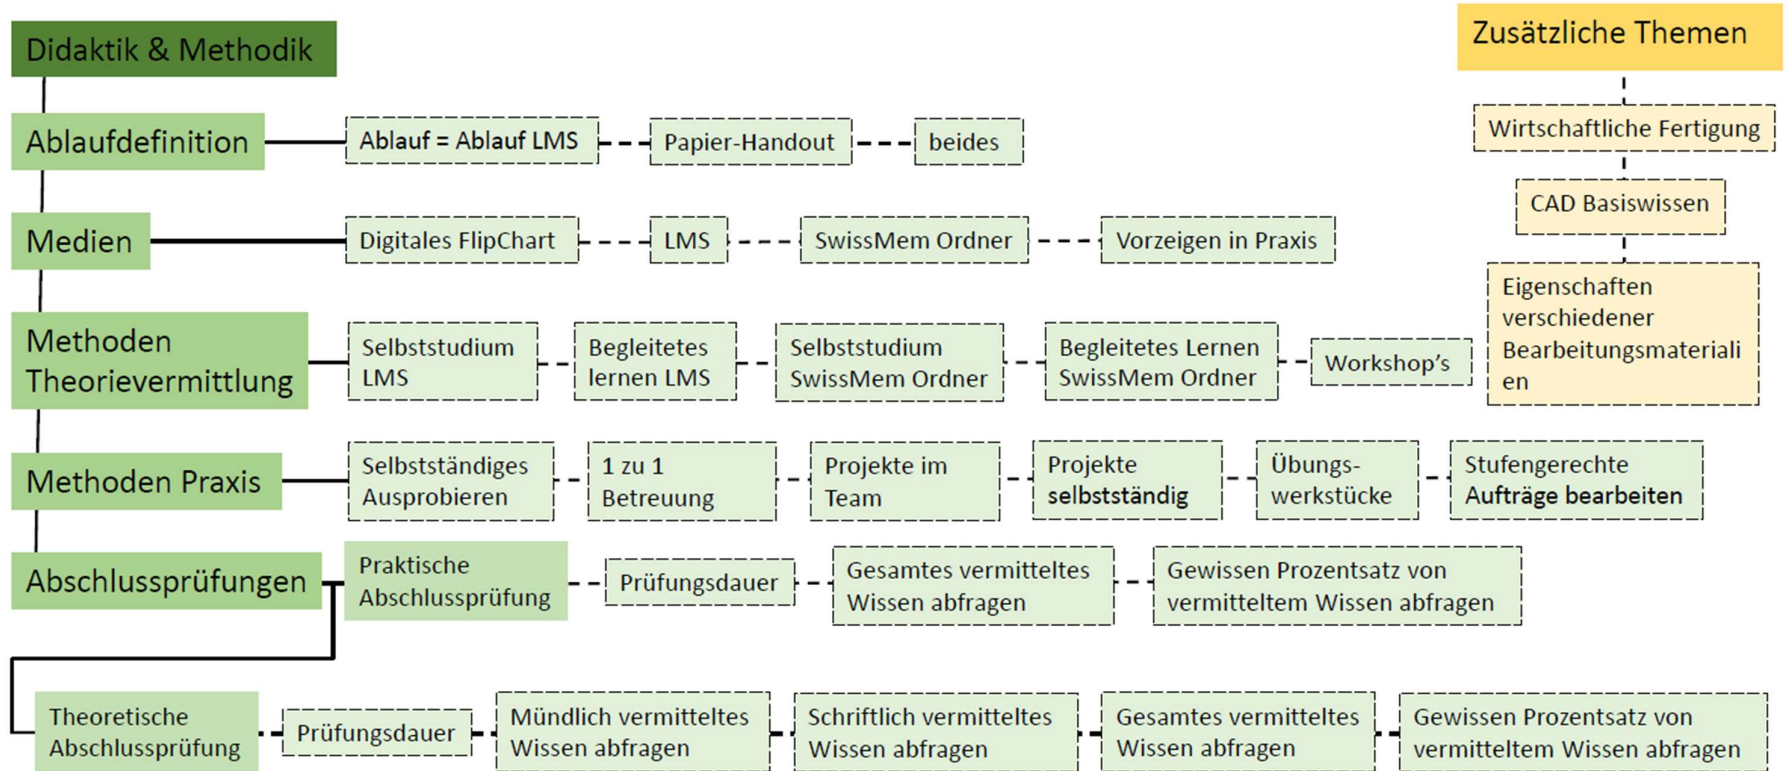 Didaktik & Methodik
Zusätzliche Themen
Ablaufdefinition
Ablauf = Ablauf LMS
Papier-Handout
beides
Wirtschaftliche Fertigung
CAD Basiswissen
Medien
Digitales FlipChart
LMS
SwissMem Ordner
Vorzeigen in Praxis
Eigenschaften
verschiedener
Bearbeitungsmateriali
en
Methoden
Theorievermittlung
Selbststudium
LMS
Begleitetes
lernen LMS
Selbststudium
SwissMem Ordner
Begleitetes Lernen
SwissMem Ordner
Workshop's
Methoden Praxis
Selbstständiges
Ausprobieren
1 zu 1
Betreuung
Projekte im
Team
Projekte
selbstständig
Übungs-
werkstücke
Stufengerechte
Aufträge bearbeiten
Abschlussprüfungen
Praktische
Abschlussprüfung
Prüfungsdauer
Gesamtes vermitteltes
Wissen abfragen
Gewissen Prozentsatz von
vermitteltem Wissen abfragen
Theoretische
Abschlussprüfung
Prüfungsdauer
Mündlich vermitteltes
Wissen abfragen
Schriftlich vermitteltes
Wissen abfragen
Gesamtes vermitteltes
Wissen abfragen
Gewissen Prozentsatz von
vermitteltem Wissen abfragen